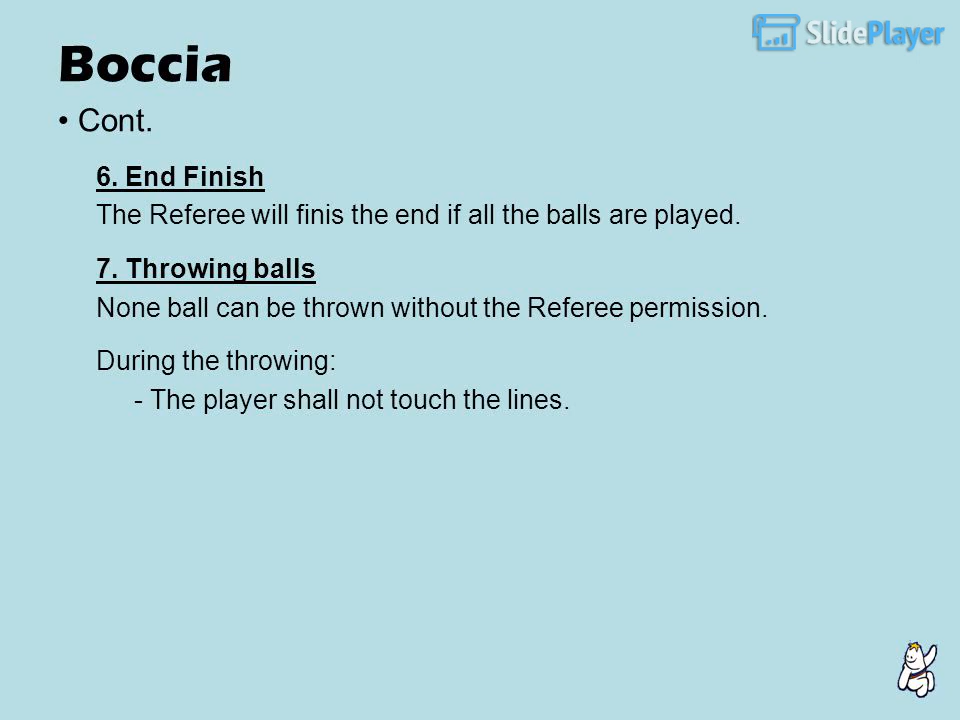 SlidePlayer
Boccia
• Cont.
6. End Finish
The Referee will finis the end if all the balls are played.
7. Throwing balls
None ball can be thrown without the Referee permission.
During the throwing:
- The player shall not touch the lines.